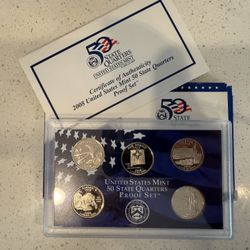 50
STATE
QUARTERS
UNITED STATES MINT
Certificate of Authenticity
2008 United States Mint 50 State Quarters
Proof Set
50
STATE
UNITED STATES MINT
50 STATE QUARTERS
PROOF SET